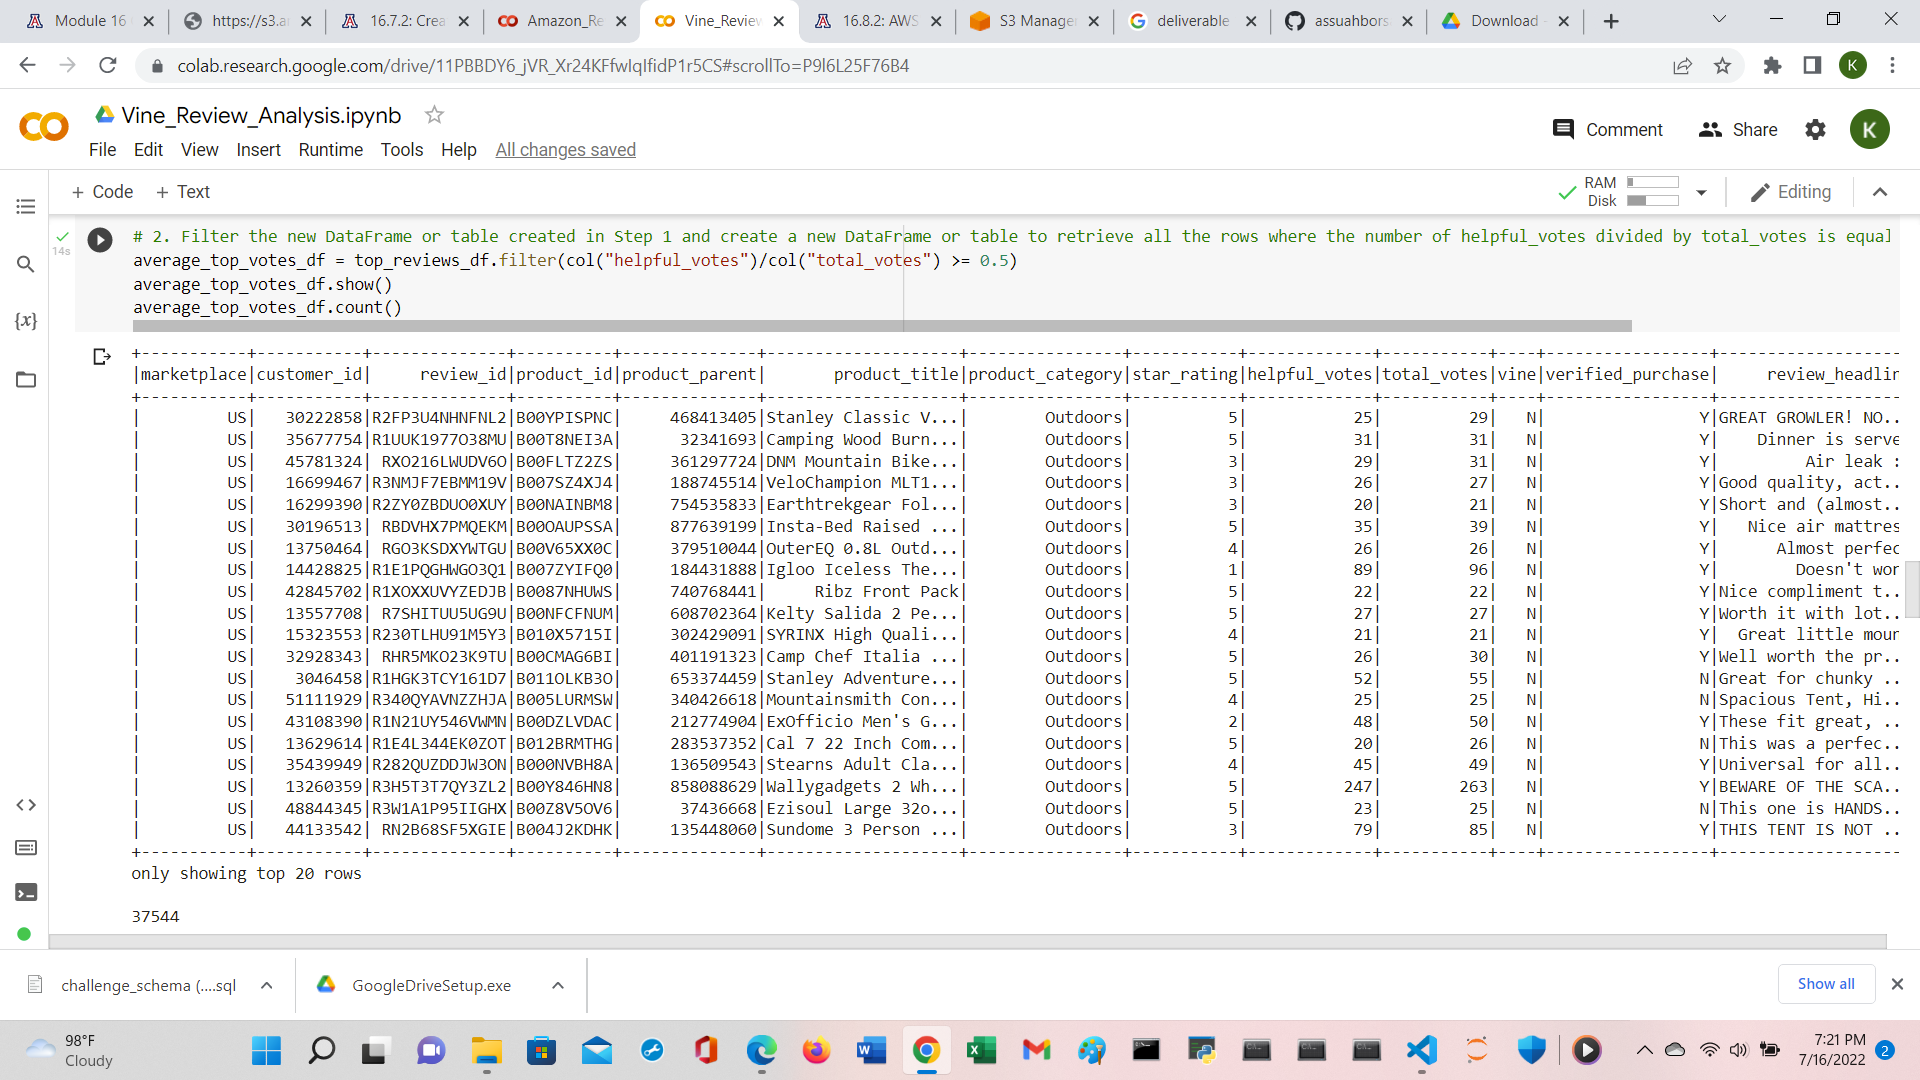 Module 16
https://s3.a
16.7.2: Crea
Amazon_Re
Vine_Review
16.8.2: AWS
S3 Manage
deliverable
assuahbors
Download
colab.research.google.com/drive/11PBBDY6_jVR_Xr24KFfwIqIfidP1r5CS#scrollTo=P9l6L25F76B4
K
Vine_Review_Analysis.ipynb
Comment Share K
File Edit View Insert Runtime Tools Help All changes saved
+ Code + Text
RAM
Disk
Editing
14s
# 2. Filter the new DataFrame or table created in Step 1 and create a new DataFrame or table to retrieve all the rows where the number of helpful_votes divided by total_votes is equal
average_top_votes_df = top_reviews_df.filter(col("helpful_votes")/col("total_votes") >= 0.5)
average_top_votes_df.show()
average_top_votes_df.count()
|marketplace|customer_id| review_id|product_id|product_parent| product_title|product_category|star_rating|helpful_votes|total_votes|vine|verified_purchase| review_headlin
| US| 30222858|R2FP3U4NHNFNL2|B00YPISPNC| 468413405|Stanley Classic V...| Outdoors| 5| 25| 29| N| Y|GREAT GROWLER! NO..
| US| 35677754|R1UUK1977O38MU|B00T8NEI3A| 32341693|Camping Wood Burn...| Outdoors| 5| 31| 31| N| Y| Dinner is serve
| US| 45781324| RXO216LWUDV6O|B00FLTZ2ZS| 361297724|DNM Mountain Bike...| Outdoors| 3| 29| 31| N| Y| Air leak :
| US| 16699467|R3NMJF7EBMM19V|B007SZ4XJ4| 188745514|VeloChampion MLT1...| Outdoors| 3| 26| 27| N| Y|Good quality, act..
| US| 16299390|R2ZY0ZBDUO0XUY|B00NAINBM8| 754535833|Earthtrekgear Fol...| Outdoors| 3| 20| 21| N| Y|Short and (almost..
| US| 30196513| RBDVHX7PMQEKM|B00OAUPSSA| 877639199|Insta-Bed Raised ...| Outdoors| 5| 35| 39| N| Y| Nice air mattres
| US| 13750464| RGO3KSDXYWTGU|B00V65XX0C| 379510044|OuterEQ 0.8L Outd...| Outdoors| 4| 26| 26| N| Y| Almost perfec
| US| 14428825|R1E1PQGHWGO3Q1|B007ZYIFQ0| 184431888|Igloo Iceless The...| Outdoors| 1| 89| 96| N| Y| Doesn't wor
| US| 42845702|R1XOXXUVYZEDJB|B0087NHUWS| 740768441| Ribz Front Pack| Outdoors| 5| 22| 22| N| Y|Nice compliment t..
| US| 13557708| R7SHITUU5UG9U|B00NFCFNUM| 608702364|Kelty Salida 2 Pe...| Outdoors| 5| 27| 27| N| Y|Worth it with lot..
| US| 15323553|R230TLHU91M5Y3|B010X5715I| 302429091|SYRINX High Quali...| Outdoors| 4| 21| 21| N| Y| Great little moun
| US| 32928343| RHR5MKO23K9TU|B00CMAG6BI| 401191323|Camp Chef Italia ...| Outdoors| 5| 26| 30| N| Y|Well worth the pr..
| US| 3046458|R1HGK3TCY161D7|B011OLKB3O| 653374459|Stanley Adventure...| Outdoors| 5| 52| 55| N| N|Great for chunky ..
| US| 51111929|R340QYAVNZZHJA|B005LURMSW| 340426618|Mountainsmith Con...| Outdoors| 4| 25| 25| N| N|Spacious Tent, Hi..
| US| 43108390|R1N21UY546VWMN|B00DZLVDAC| 212774904|ExOfficio Men's G...| Outdoors| 2| 48| 50| N| Y|These fit great, ..
| US| 13629614|R1E4L344EK0ZOT|B012BRMTHG| 283537352|Cal 7 22 Inch Com...| Outdoors| 5| 20| 26| N| N|This was a perfec..
| US| 35439949|R282QUZDDJW3ON|B000NVBH8A| 136509543|Stearns Adult Cla...| Outdoors| 4| 45| 49| N| Y|Universal for all..
| US| 13260359|R3H5T3T7QY3ZL2|B00Y846HN8| 858088629|Wallygadgets 2 Wh...| Outdoors| 5| 247| 263| N| Y|BEWARE OF THE SCA..
| US| 48844345|R3W1A1P95IIGHX|B00Z8V5OV6| 37436668|Ezisoul Large 32o...| Outdoors| 5| 23| 25| N| N|This one is HANDS..
| US| 44133542| RN2B68SF5XGIE|B004J2KDHK| 135448060|Sundome 3 Person ...| Outdoors| 3| 79| 85| N| Y|THIS TENT IS NOT ..
only showing top 20 rows
37544
challenge_schema (....sql
GoogleDriveSetup.exe
Show all
98°F
Cloudy
7:21 PM
7/16/2022
2